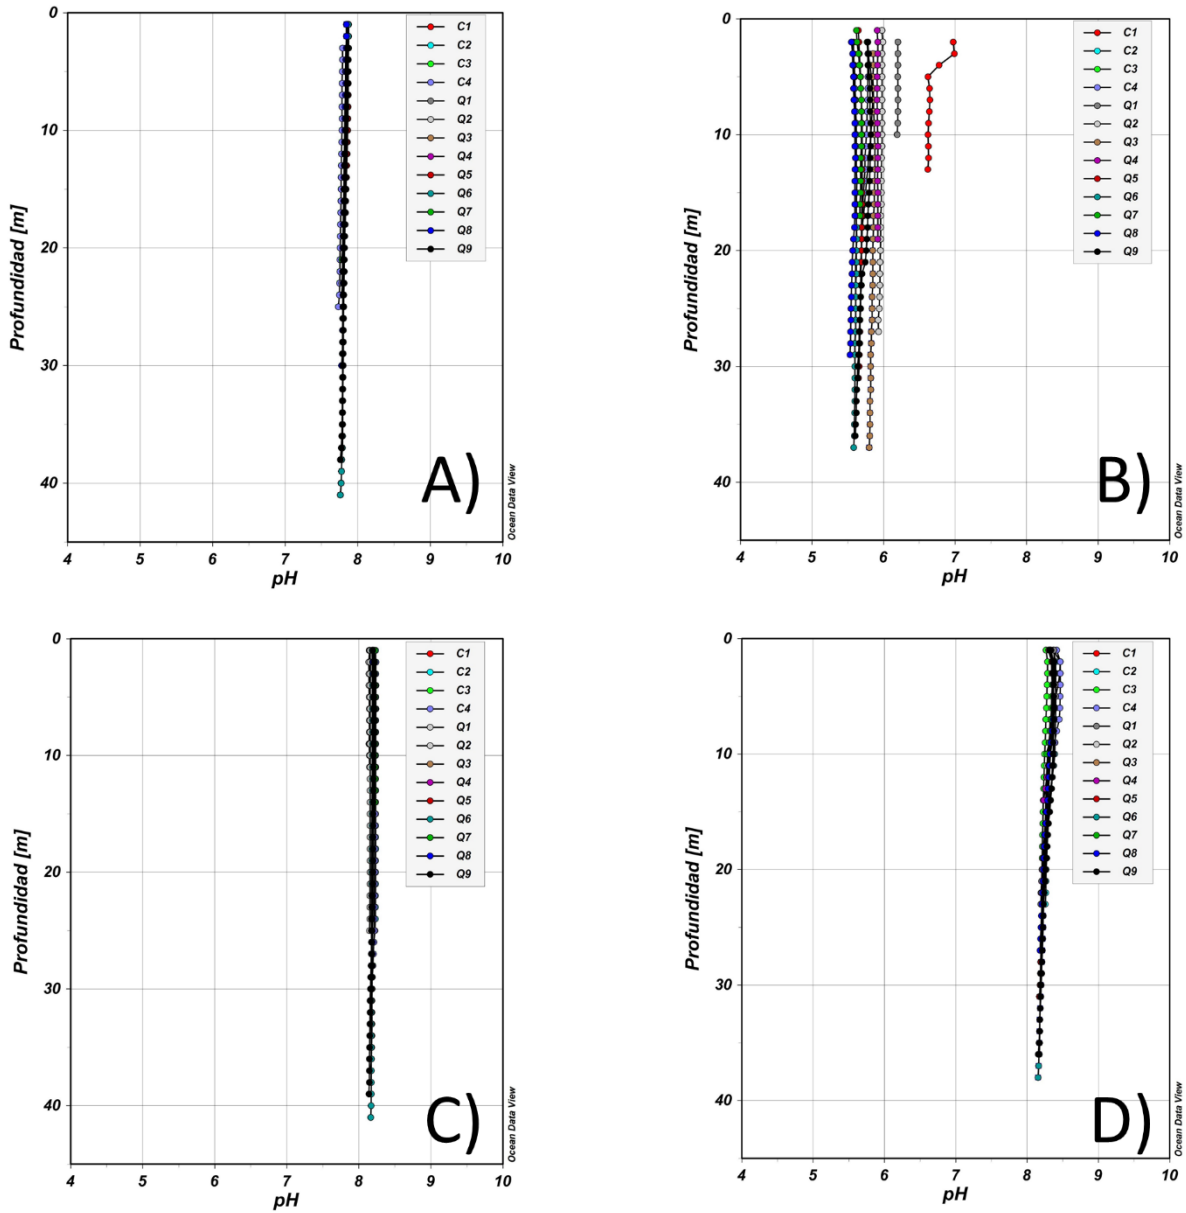 0
10
20
30
40
Profundidad [m]
C1
C2
C3
C4
Q1
Q2
Q3
Q4
Q5
Q6
Q7
Q8
Q9
A)
Ocean Data View
4 5 6 7 8 9 10
pH
0
10
20
30
40
Profundidad [m]
C1
C2
C3
C4
Q1
Q2
Q3
Q4
Q5
Q6
Q7
Q8
Q9
B)
Ocean Data View
4 5 6 7 8 9 10
pH
0
10
20
30
40
Profundidad [m]
C1
C2
C3
C4
Q1
Q2
Q3
Q4
Q5
Q6
Q7
Q8
Q9
C)
Ocean Data View
4 5 6 7 8 9 10
pH
0
10
20
30
40
Profundidad [m]
C1
C2
C3
C4
Q1
Q2
Q3
Q4
Q5
Q6
Q7
Q8
Q9
D)
Ocean Data View
4 5 6 7 8 9 10
pH